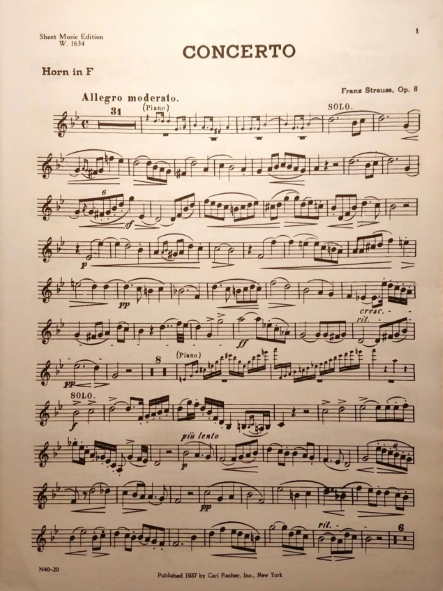 Sheet Music Edition
W. 1634
1
CONCERTO
Horn in F
Franz Strauss, Op. 8
Allegro moderato.
31
(Piano)
SOLO.
6
sf
p
pp
cresc.
rit.
ff
pp
8
(Piano)
SOLO.
f
più lento
p
6
pp
rit.
6
N40-20
Published 1937 by Carl Fischer, Inc., New York